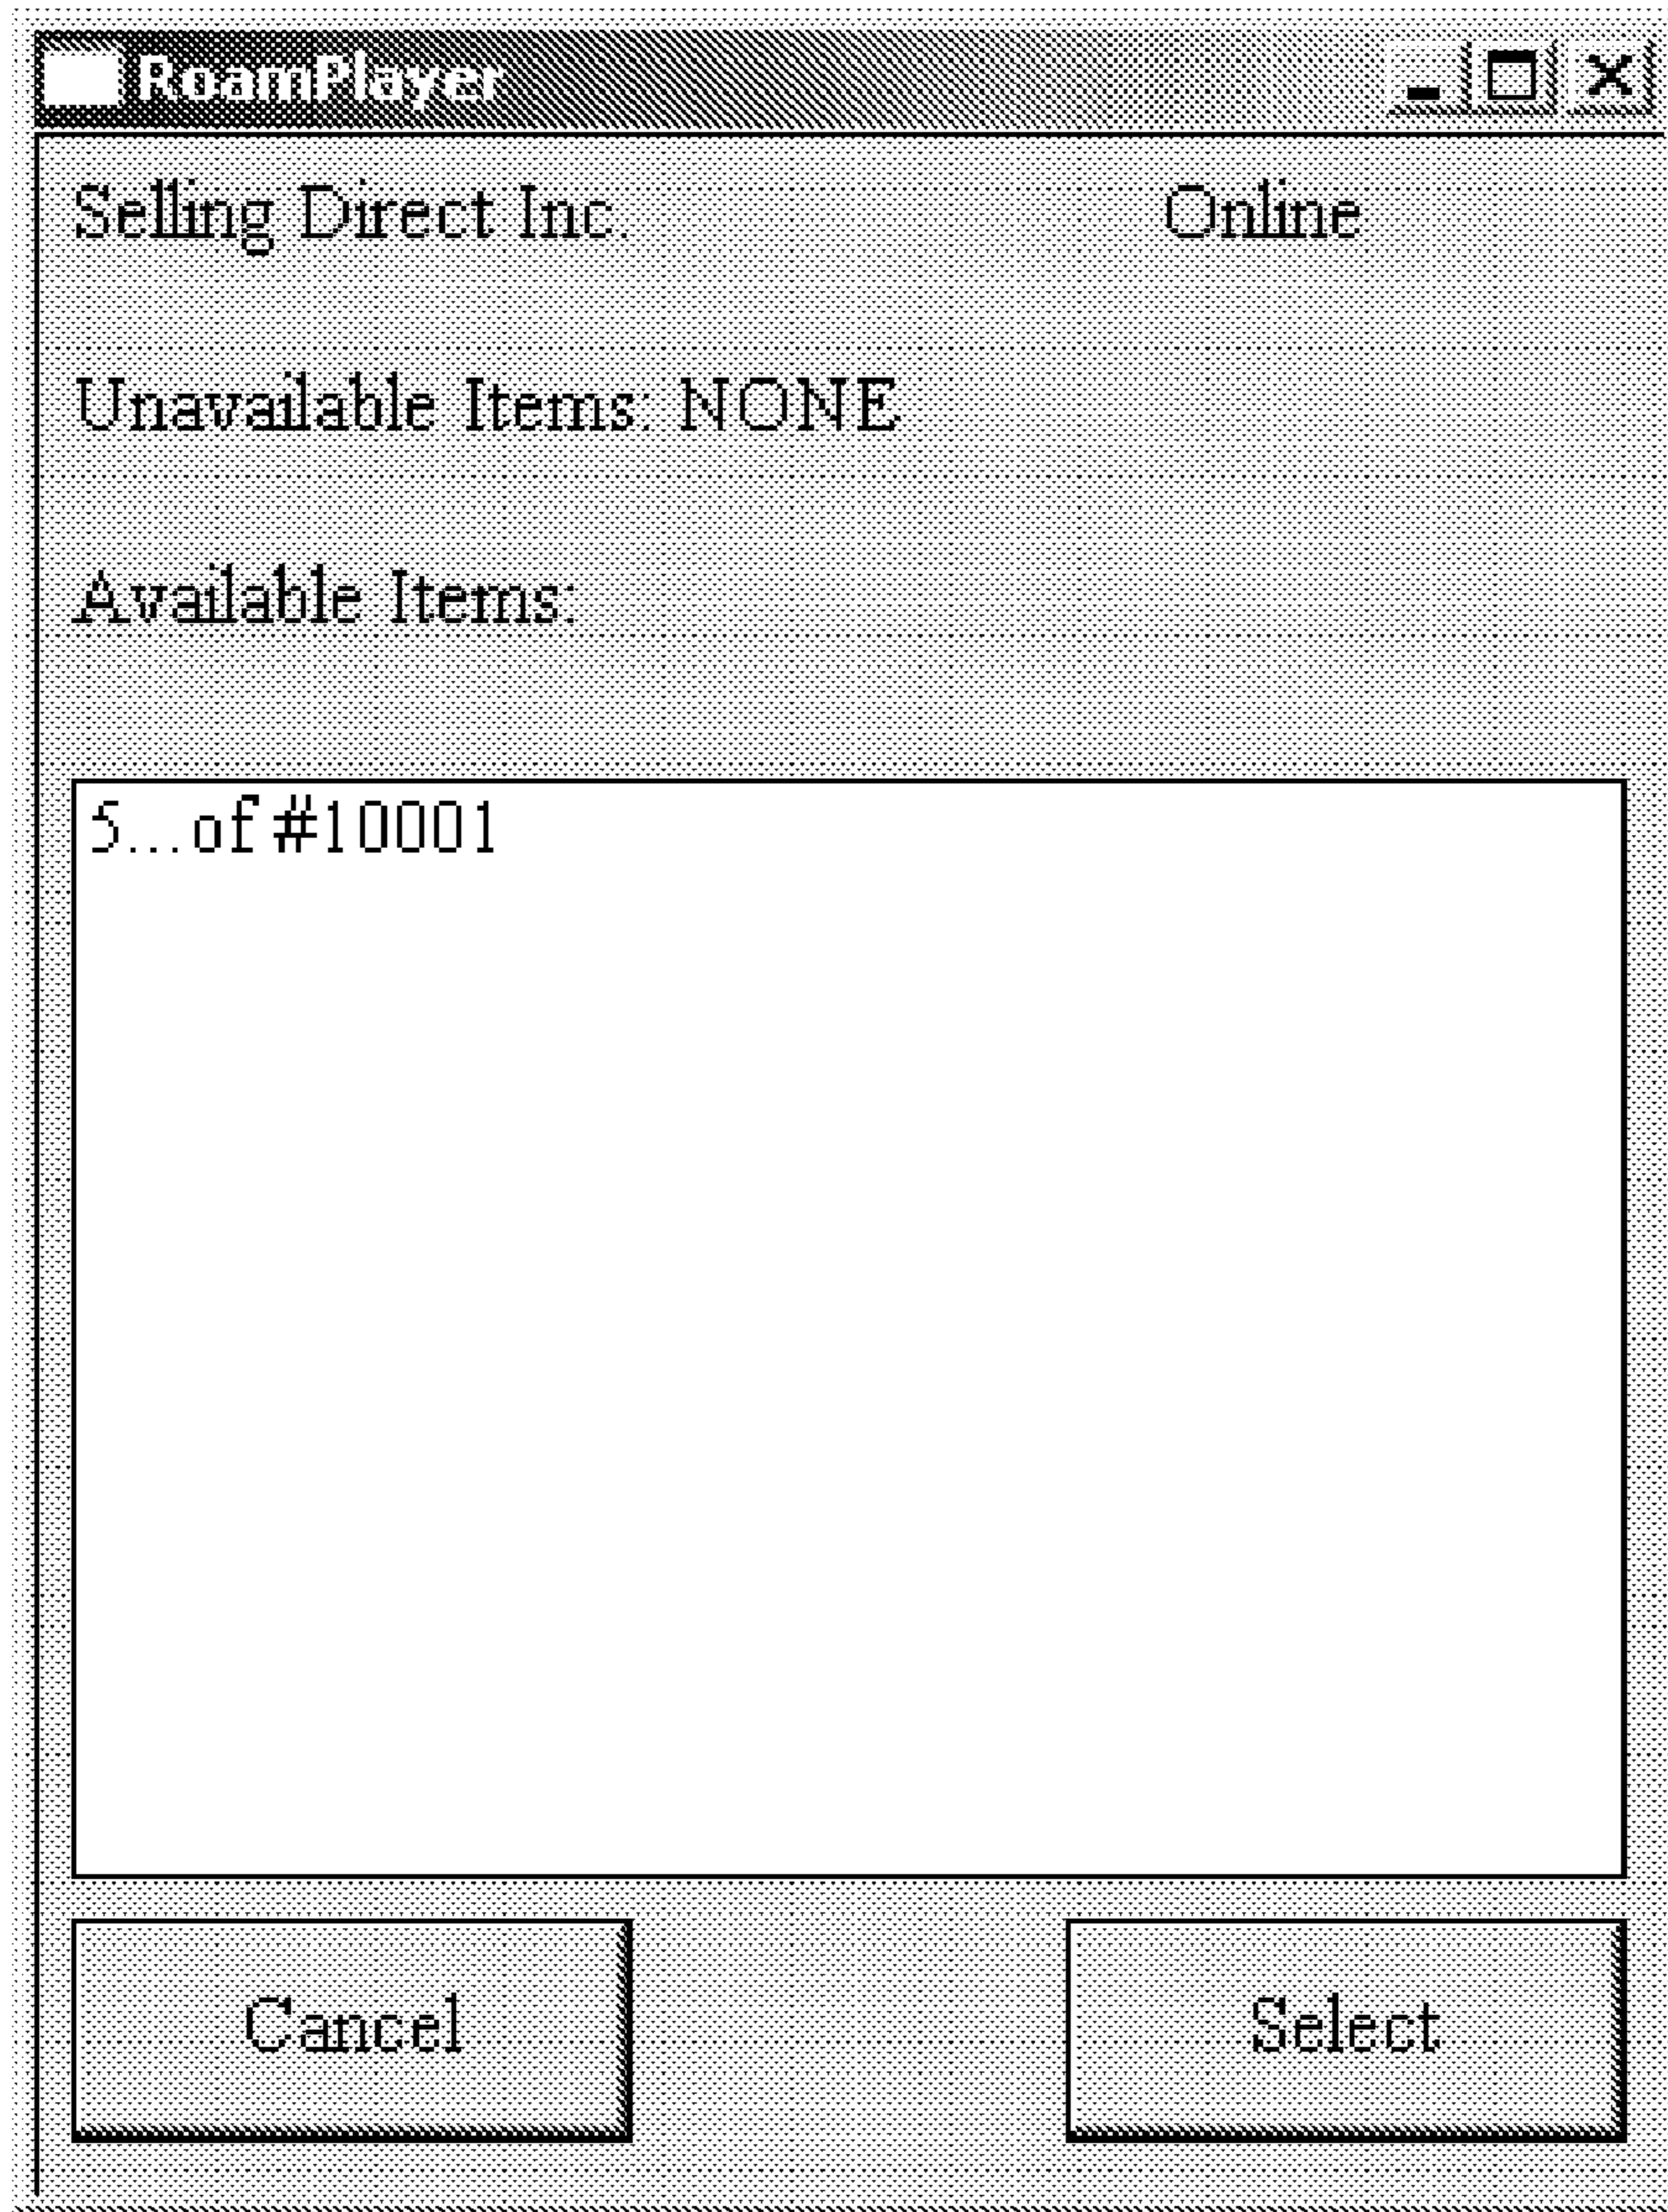 RoamPlayer
Selling Direct Inc. Online
Unavailable Items: NONE
Available Items:
5...of #10001
Cancel Select